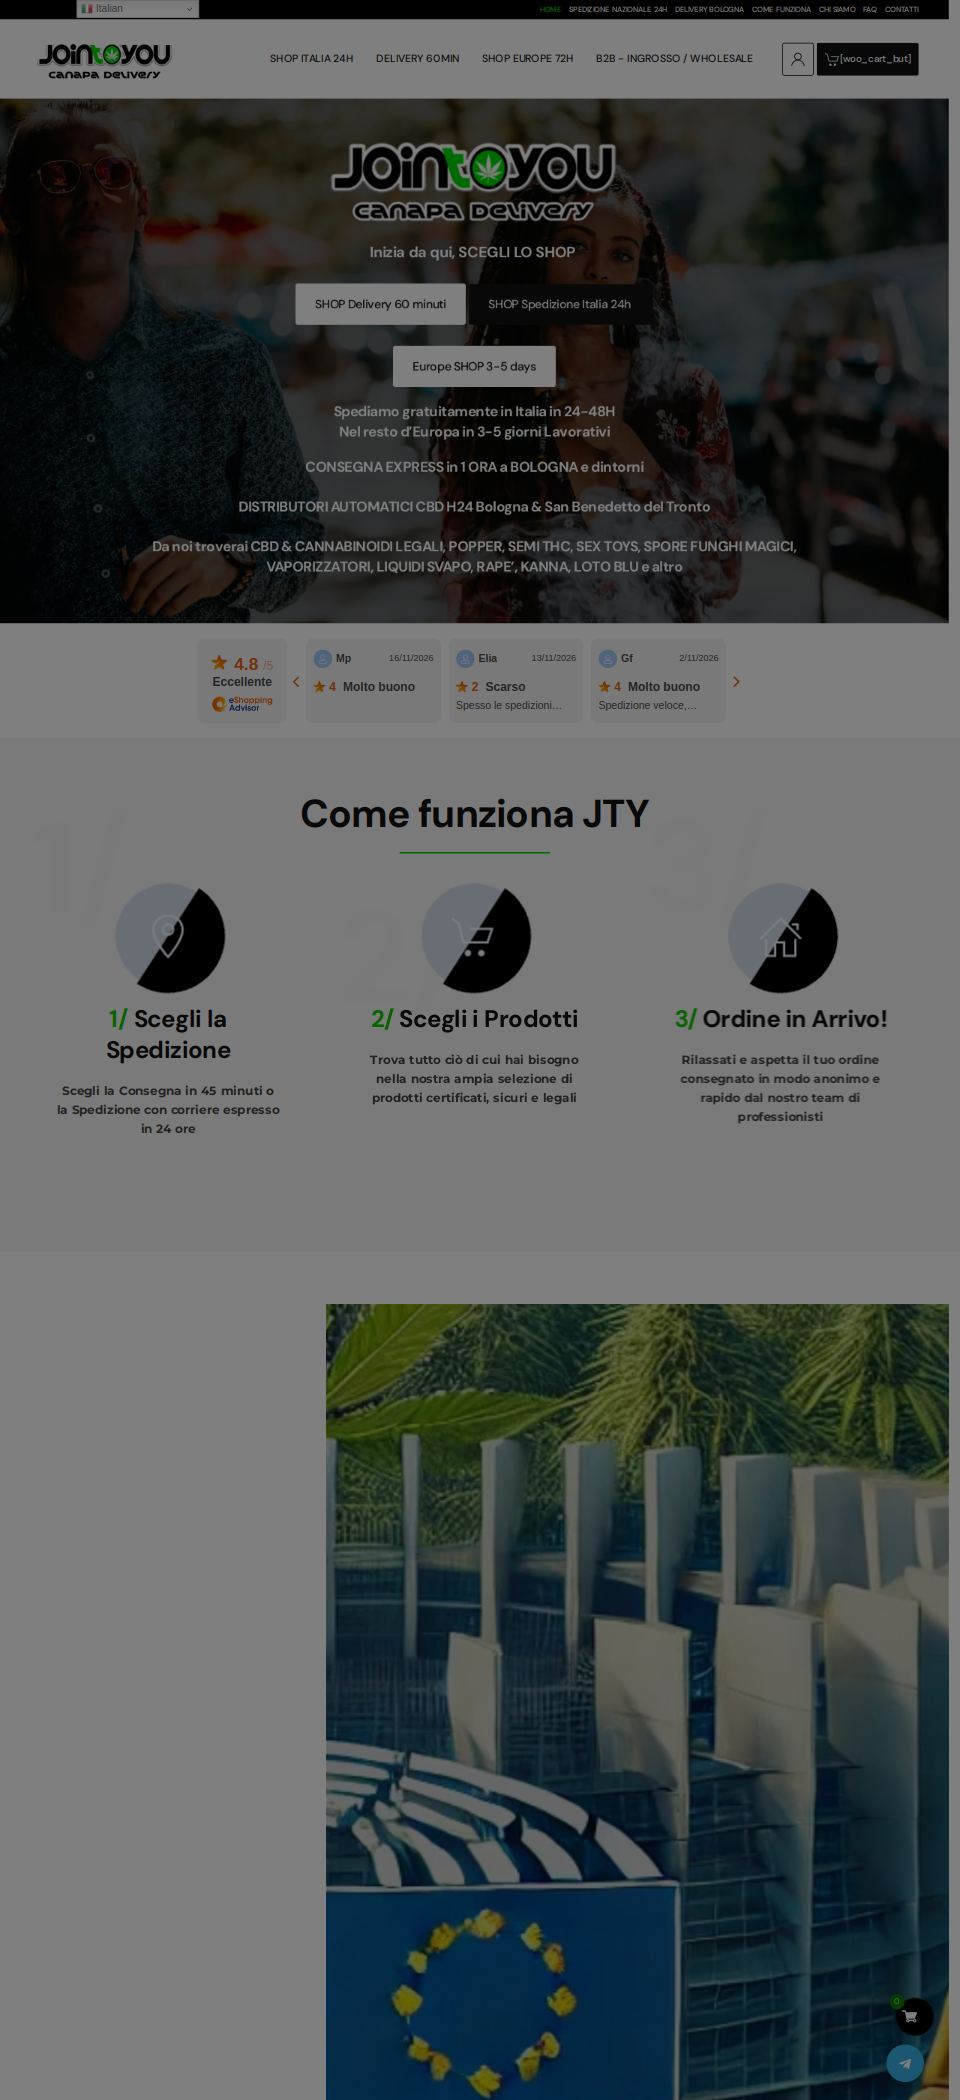 Italian
HOME SPEDIZIONE NAZIONALE 24H DELIVERY BOLOGNA COME FUNZIONA CHI SIAMO FAQ CONTATTI
JOINtoYOU
CANAPA DELIVERY
SHOP ITALIA 24H DELIVERY 60MIN SHOP EUROPE 72H B2B - INGROSSO / WHOLESALE
[woo_cart_but]
JOINtoYOU
CANAPA DELIVERY
Inizia da qui, SCEGLI LO SHOP
SHOP Delivery 60 minuti SHOP Spedizione Italia 24h
Europe SHOP 3-5 days
Spediamo gratuitamente in Italia in 24-48H
Nel resto d'Europa in 3-5 giorni Lavorativi
CONSEGNA EXPRESS in 1 ORA a BOLOGNA e dintorni
DISTRIBUTORI AUTOMATICI CBD H24 Bologna & San Benedetto del Tronto
Da noi troverai CBD & CANNABINOIDI LEGALI, POPPER, SEMI THC, SEX TOYS, SPORE FUNGHI MAGICI,
VAPORIZZATORI, LIQUIDI SVAPO, RAPE', KANNA, LOTO BLU e altro
4.8 /5
Eccellente
eShopping
Advisor
Mp 16/11/2026
4 Molto buono
Elia 13/11/2026
2 Scarso
Spesso le spedizioni...
Gf 2/11/2026
4 Molto buono
Spedizione veloce,...
Come funziona JTY
1/
2/
3/
1/ Scegli la
Spedizione
Scegli la Consegna in 45 minuti o
la Spedizione con corriere espresso
in 24 ore
2/ Scegli i Prodotti
Trova tutto ciò di cui hai bisogno
nella nostra ampia selezione di
prodotti certificati, sicuri e legali
3/ Ordine in Arrivo!
Rilassati e aspetta il tuo ordine
consegnato in modo anonimo e
rapido dal nostro team di
professionisti
0